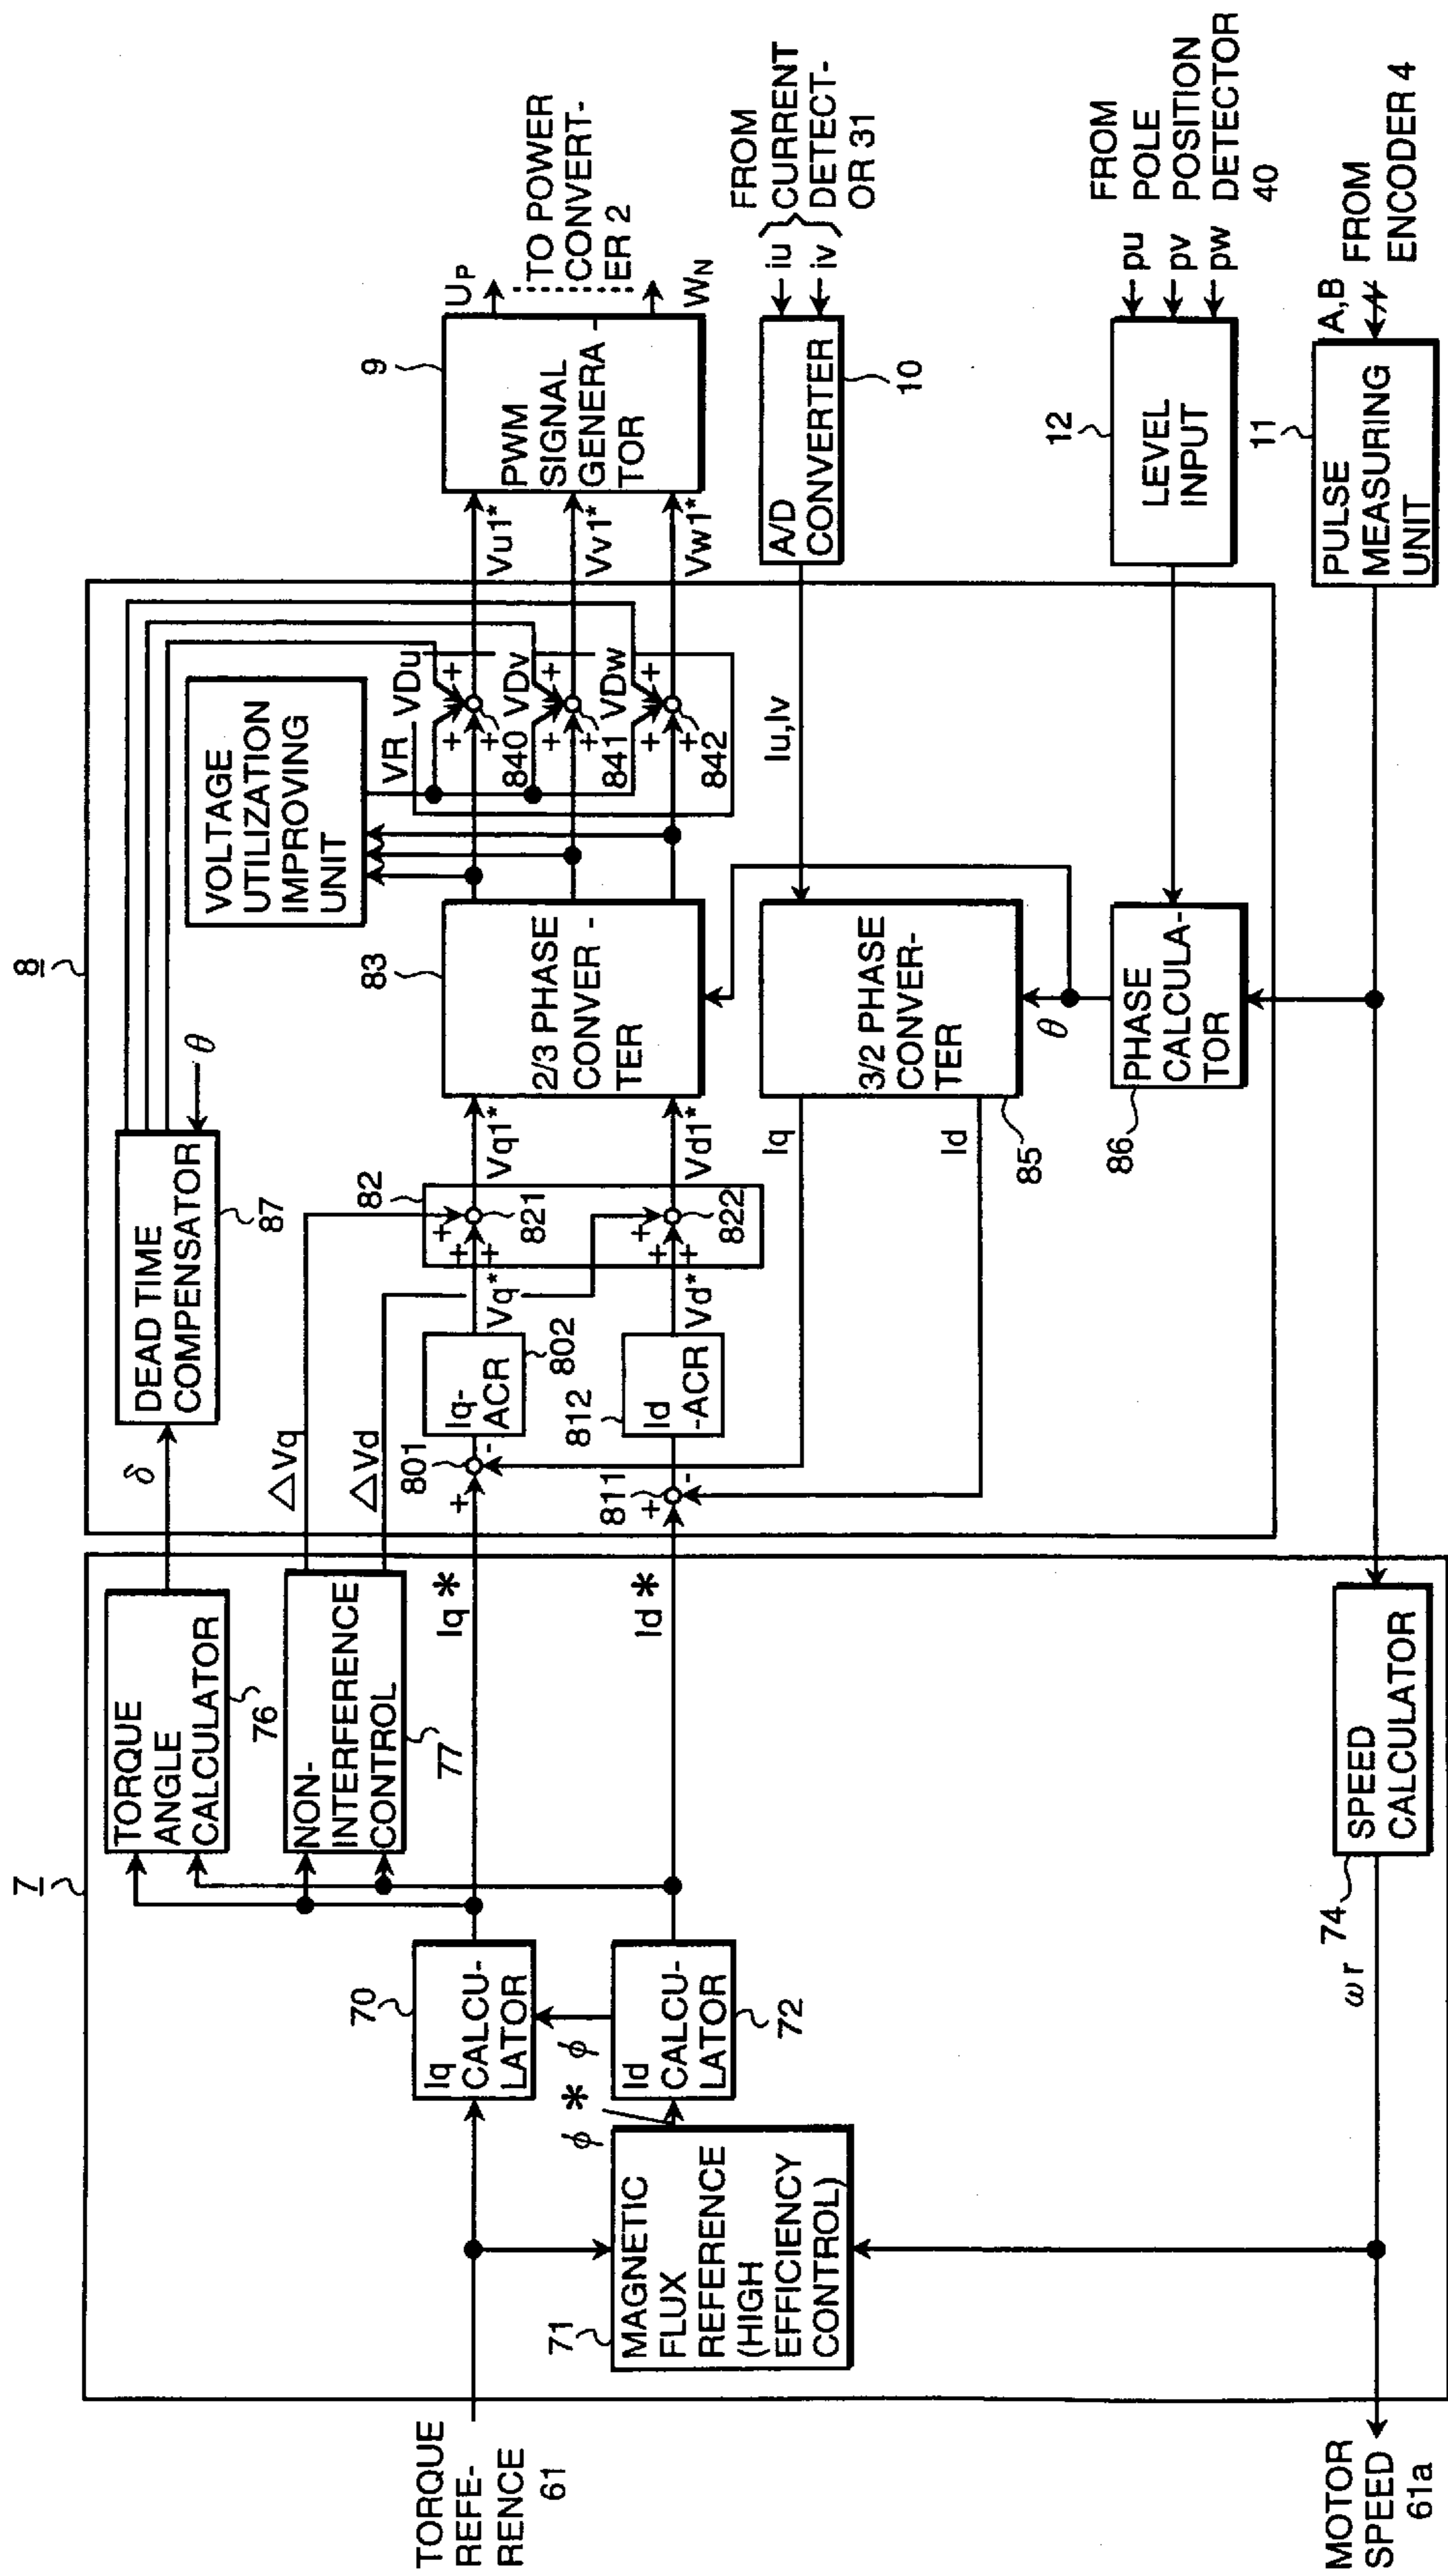 7
8
TORQUE
REFE-
RENCE
61
MOTOR
SPEED
61a
71
MAGNETIC
FLUX
REFERENCE
(HIGH
EFFICIENCY
CONTROL)
ϕ *
ϕ
70
Iq
CALCU-
LATOR
Id
CALCU-
LATOR
72
ωr
74
SPEED
CALCULATOR
TORQUE
ANGLE
CALCULATOR
76
NON-
INTERFERENCE
CONTROL
77
Iq *
Id *
δ
△Vq
△Vd
DEAD TIME
COMPENSATOR
87
θ
801
+
-
811
+
-
Iq-
ACR
802
812
Id
-ACR
Vq*
Vd*
82
+
+
+
821
+
+
+
822
Vq1*
Vd1*
83
2/3 PHASE
CONVER -
TER
Iq
Id
85
3/2 PHASE
CONVER-
TER
θ
86
PHASE
CALCULA-
TOR
VOLTAGE
UTILIZATION
IMPROVING
UNIT
VR
VDu
+
+
+
840
VDv
+
+
+
841
VDw
+
+
+
842
Iu,Iv
Vu1*
Vv1*
Vw1*
9
PWM
SIGNAL
GENERA -
TOR
UP
TO POWER
CONVERT-
ER 2
WN
A/D
CONVERTER
10
iu
iv
FROM
CURRENT
DETECT-
OR 31
12
LEVEL
INPUT
pu
pv
pw
FROM
POLE
POSITION
DETECTOR
40
11
PULSE
MEASURING
UNIT
A,B
FROM
ENCODER 4